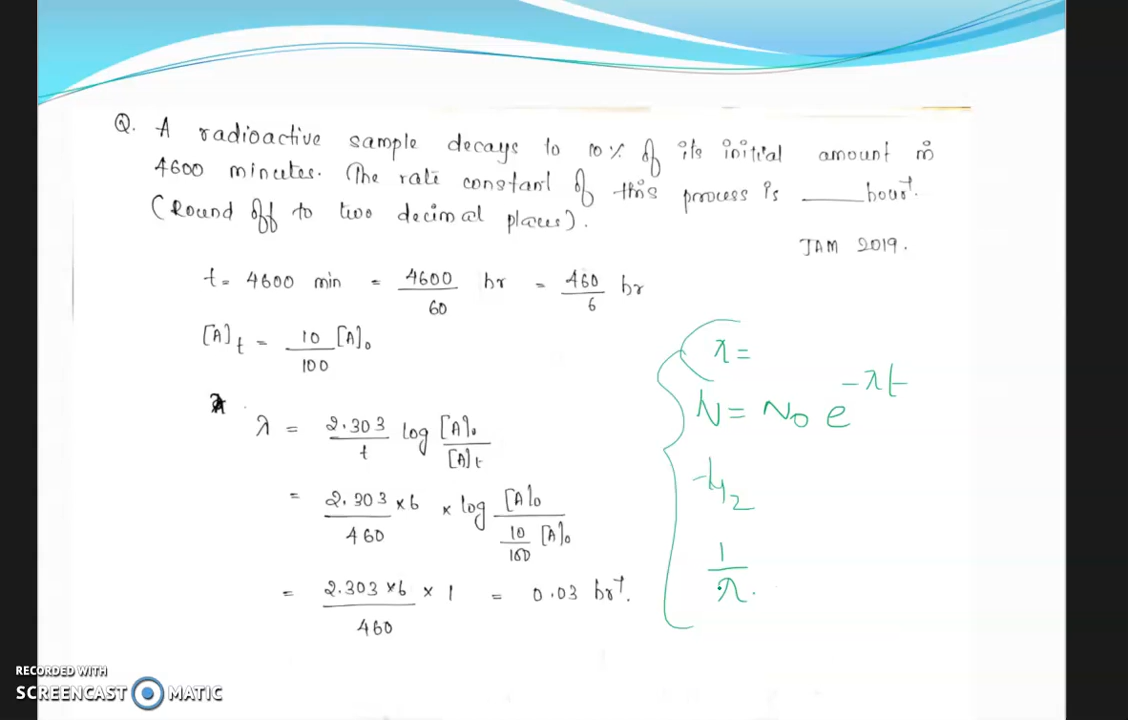 Q. A radioactive sample decays to 10% of its initial amount in
4600 minutes. The rate constant of this process is ____ hour⁻¹.
(Round off to two decimal places).
JAM 2019.
t = 4600 min = 4600/60 hr = 460/6 hr
[A]t = 10/100 [A]₀
λ = 2.303/t log [A]₀/[A]t
= 2.303 × 6/460 × log [A]₀/(10/100 [A]₀)
= 2.303 × 6/460 × 1 = 0.03 hr⁻¹.
λ =
N = N₀ e^(-λt)
t₁/₂
1/λ.
RECORDED WITH
SCREENCAST MATIC